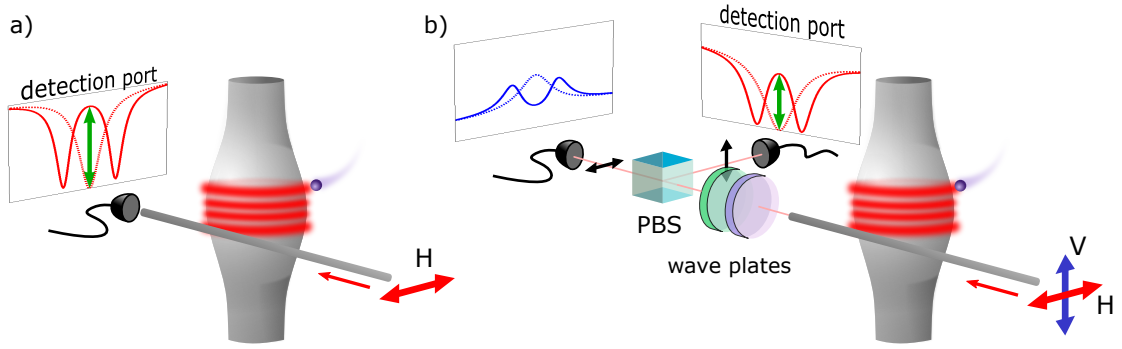 a)
detection port
H
b)
detection port
PBS
wave plates
V
H